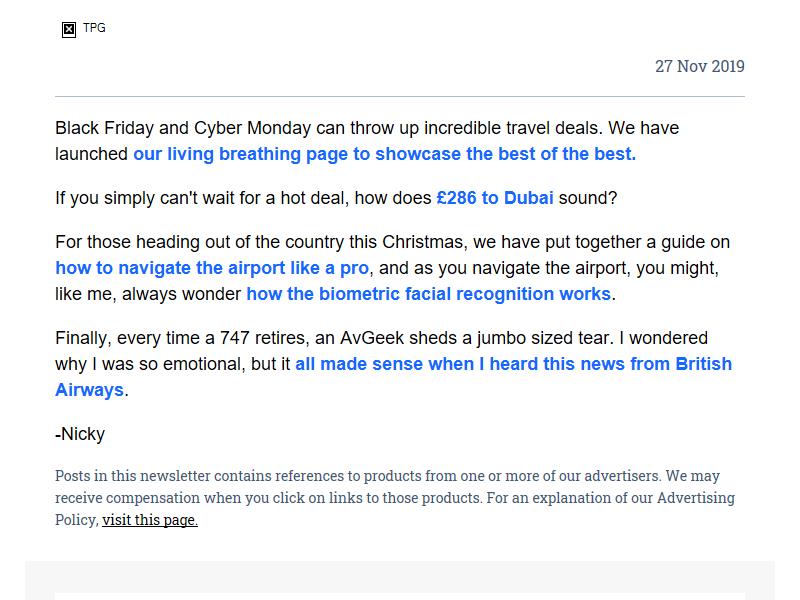 TPG
27 Nov 2019
Black Friday and Cyber Monday can throw up incredible travel deals. We have
launched our living breathing page to showcase the best of the best.
If you simply can't wait for a hot deal, how does £286 to Dubai sound?
For those heading out of the country this Christmas, we have put together a guide on
how to navigate the airport like a pro, and as you navigate the airport, you might,
like me, always wonder how the biometric facial recognition works.
Finally, every time a 747 retires, an AvGeek sheds a jumbo sized tear. I wondered
why I was so emotional, but it all made sense when I heard this news from British
Airways.
-Nicky
Posts in this newsletter contains references to products from one or more of our advertisers. We may
receive compensation when you click on links to those products. For an explanation of our Advertising
Policy, visit this page.